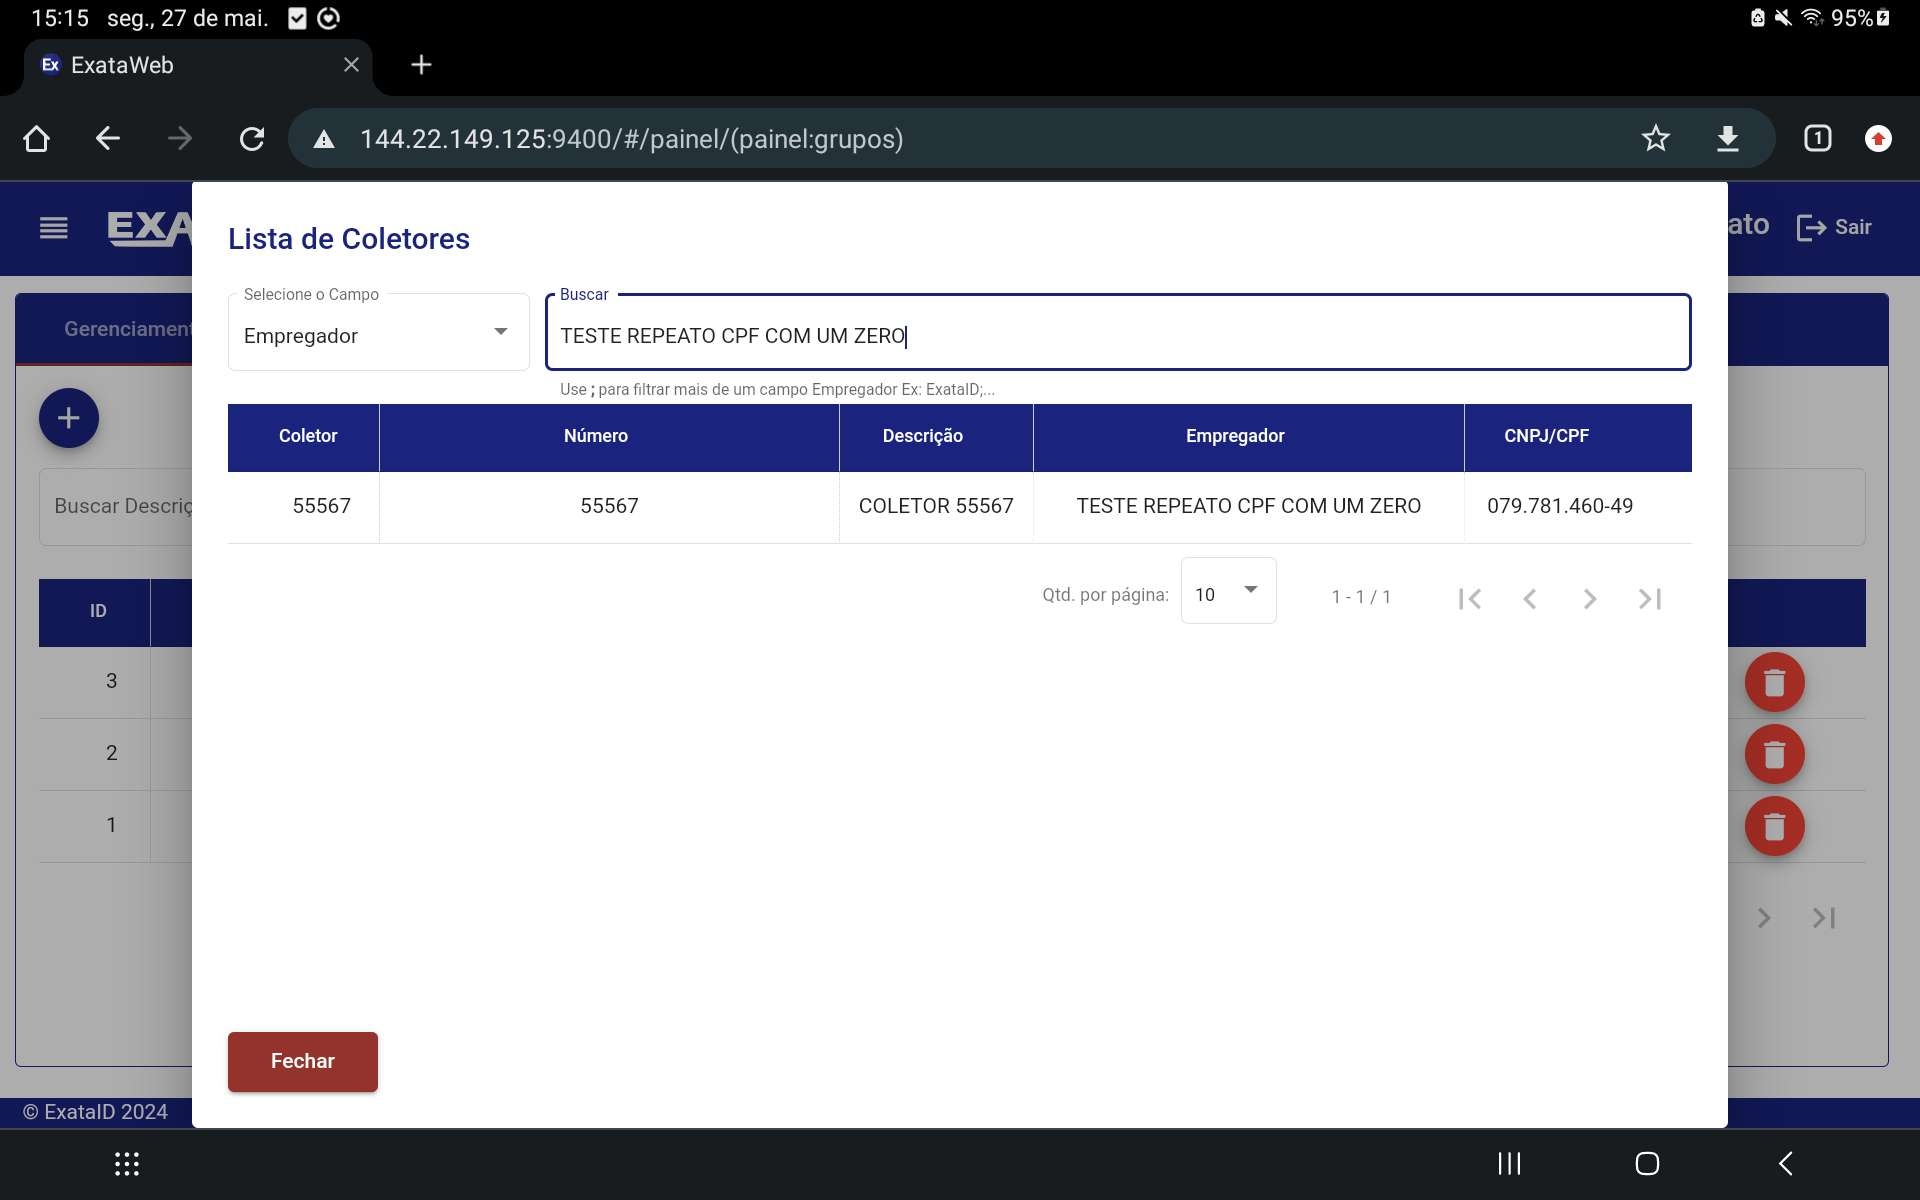 15:15 seg., 27 de mai. 95%
Ex ExataWeb
144.22.149.125:9400/#/painel/(painel:grupos) 1
EXA Lista de Coletores ato Sair
Selecione o Campo Buscar
Gerenciament Empregador TESTE REPEATO CPF COM UM ZERO
Use ; para filtrar mais de um campo Empregador Ex: ExataID;...
Coletor Número Descrição Empregador CNPJ/CPF
Buscar Descriç 55567 55567 COLETOR 55567 TESTE REPEATO CPF COM UM ZERO 079.781.460-49
Qtd. por página: 10 1 - 1 / 1
ID
3
2
1
Fechar
© ExataID 2024